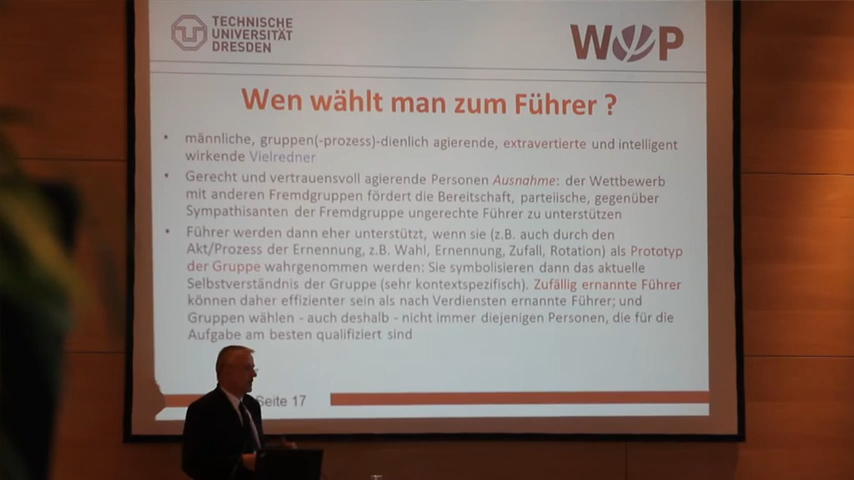 TECHNISCHE
UNIVERSITÄT
DRESDEN
WOP
Wen wählt man zum Führer ?
• männliche, gruppen(-prozess)-dienlich agierende, extravertierte und intelligent
wirkende Vielredner
• Gerecht und vertrauensvoll agierende Personen Ausnahme: der Wettbewerb
mit anderen Fremdgruppen fördert die Bereitschaft, parteiische, gegenüber
Sympathisanten der Fremdgruppe ungerechte Führer zu unterstützen
• Führer werden dann eher unterstützt, wenn sie (z.B. auch durch den
Akt/Prozess der Ernennung, z.B. Wahl, Ernennung, Zufall, Rotation) als Prototyp
der Gruppe wahrgenommen werden: Sie symbolisieren dann das aktuelle
Selbstverständnis der Gruppe (sehr kontextspezifisch). Zufällig ernannte Führer
können daher effizienter sein als nach Verdiensten ernannte Führer; und
Gruppen wählen - auch deshalb - nicht immer diejenigen Personen, die für die
Aufgabe am besten qualifiziert sind
Seite 17